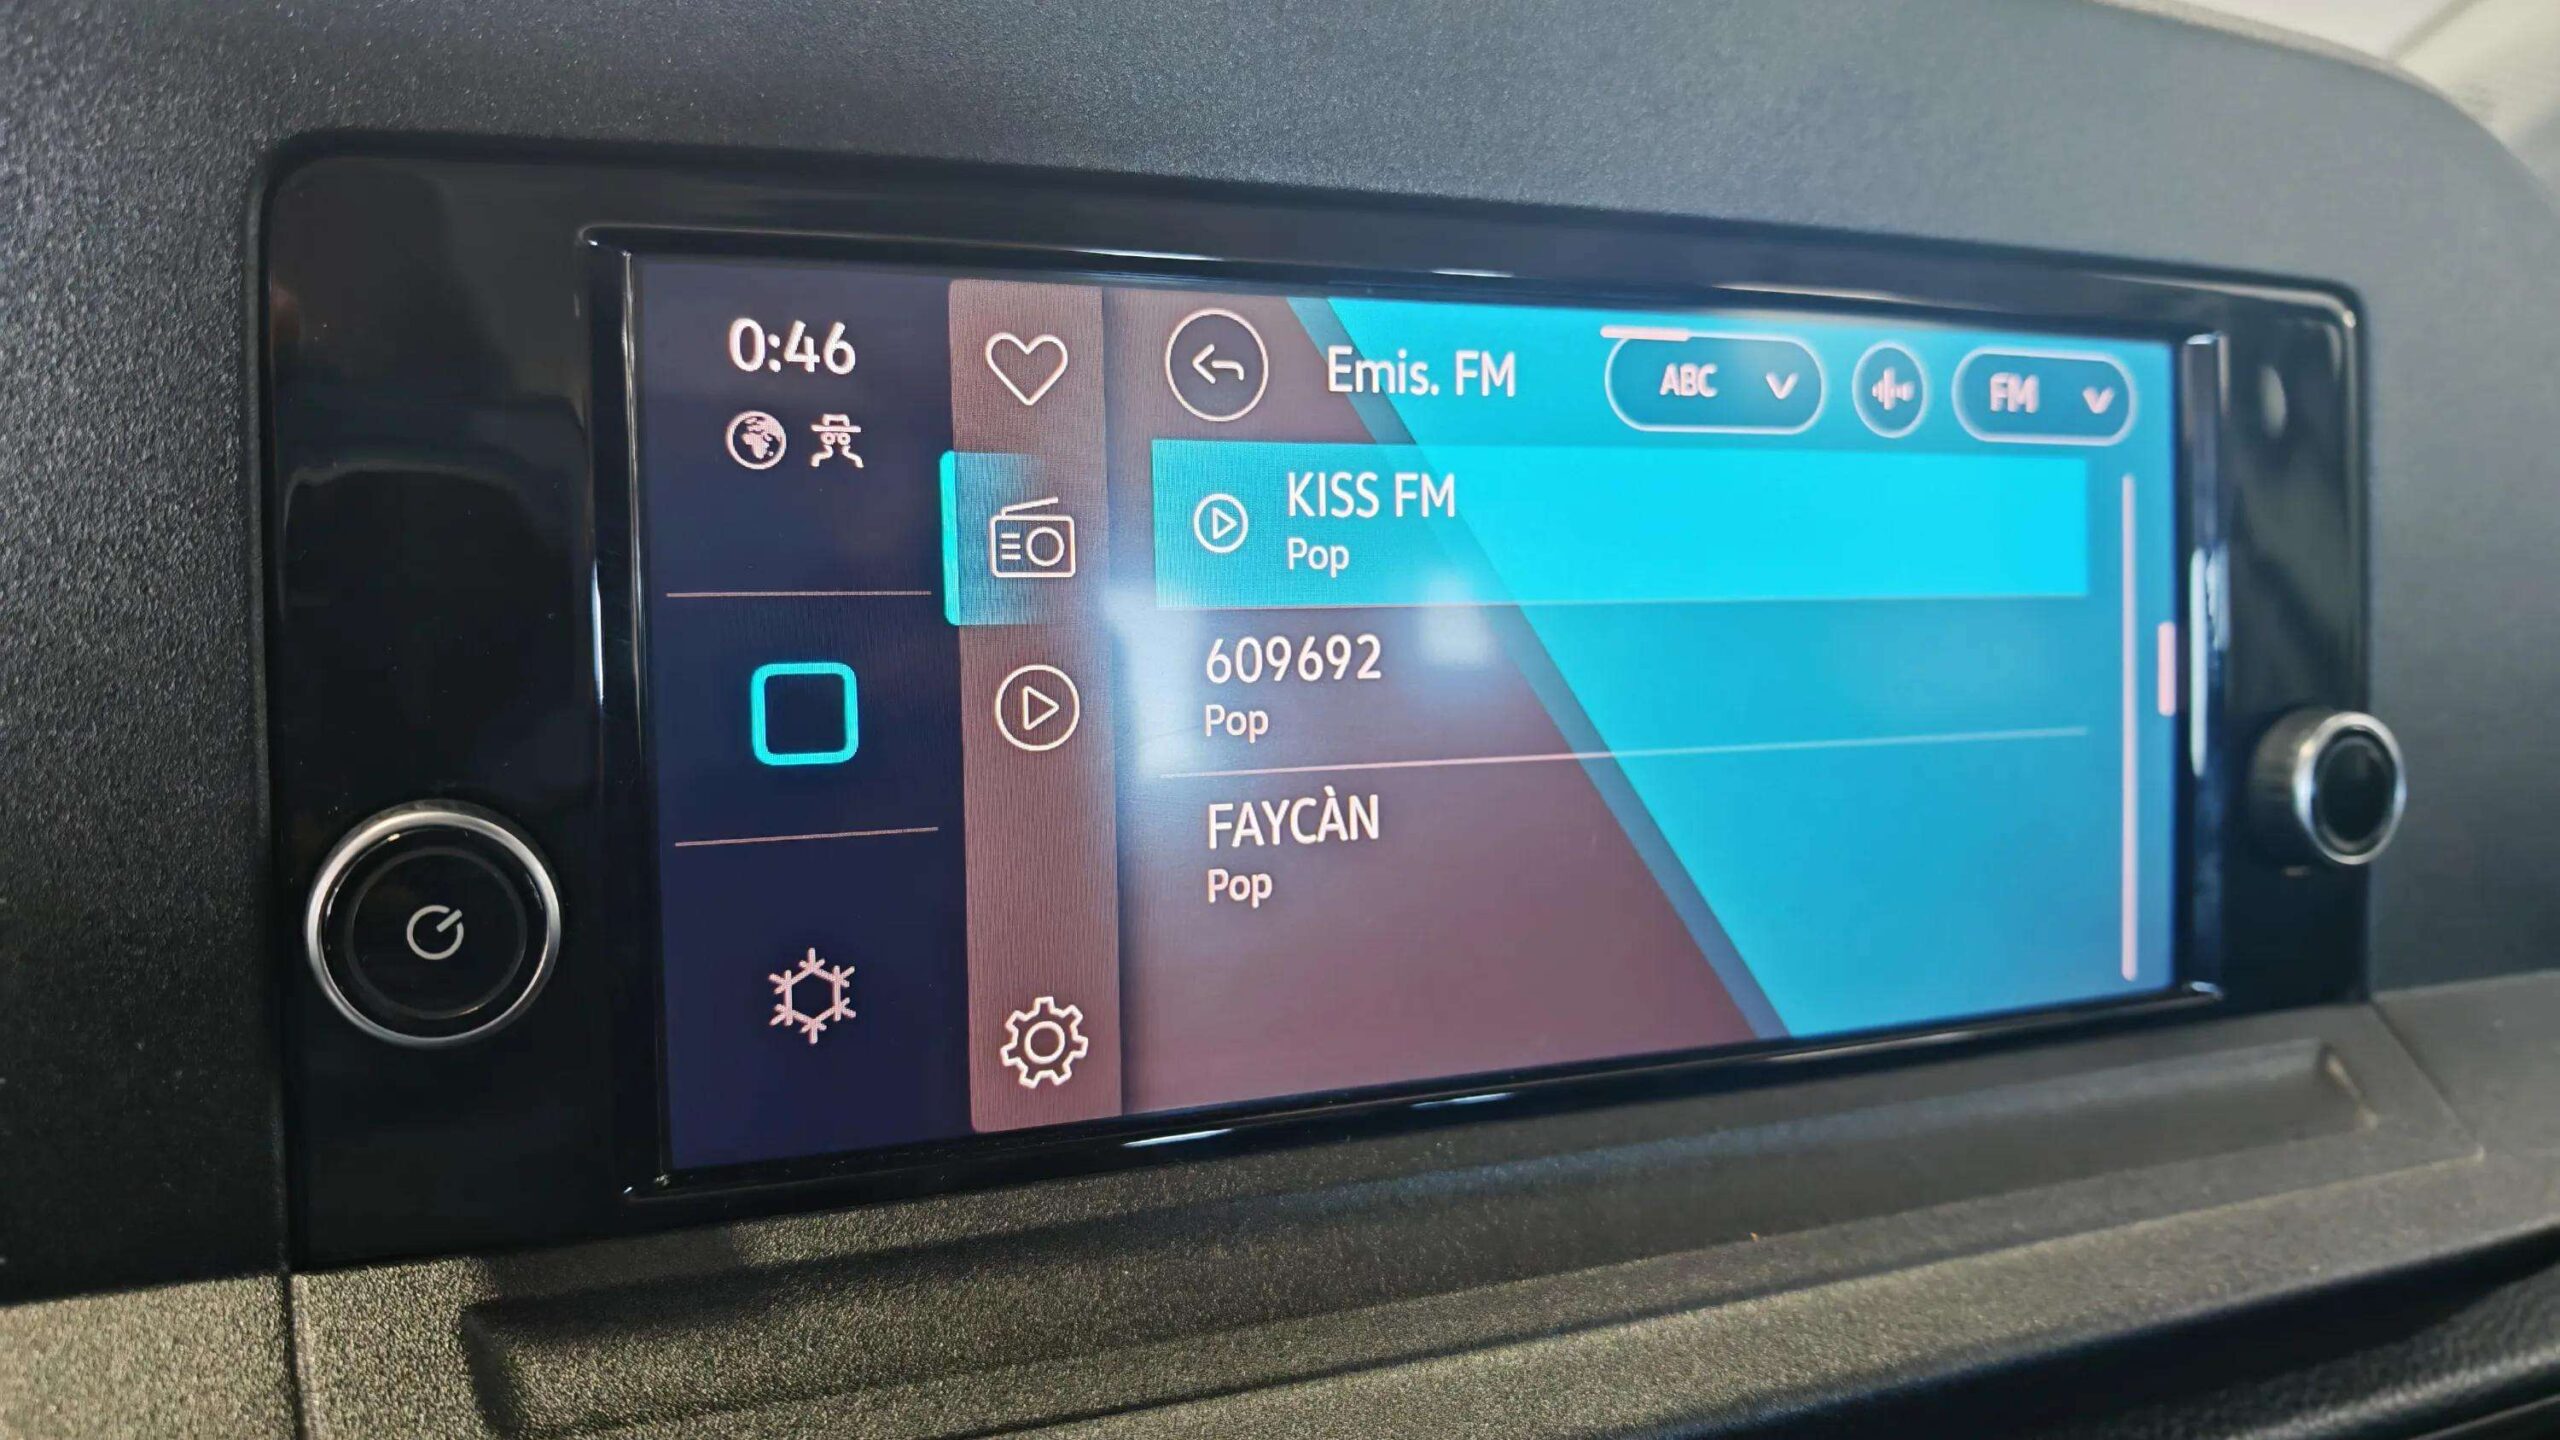 0:46
Emis. FM
ABC
FM
KISS FM
Pop
609692
Pop
FAYCÀN
Pop